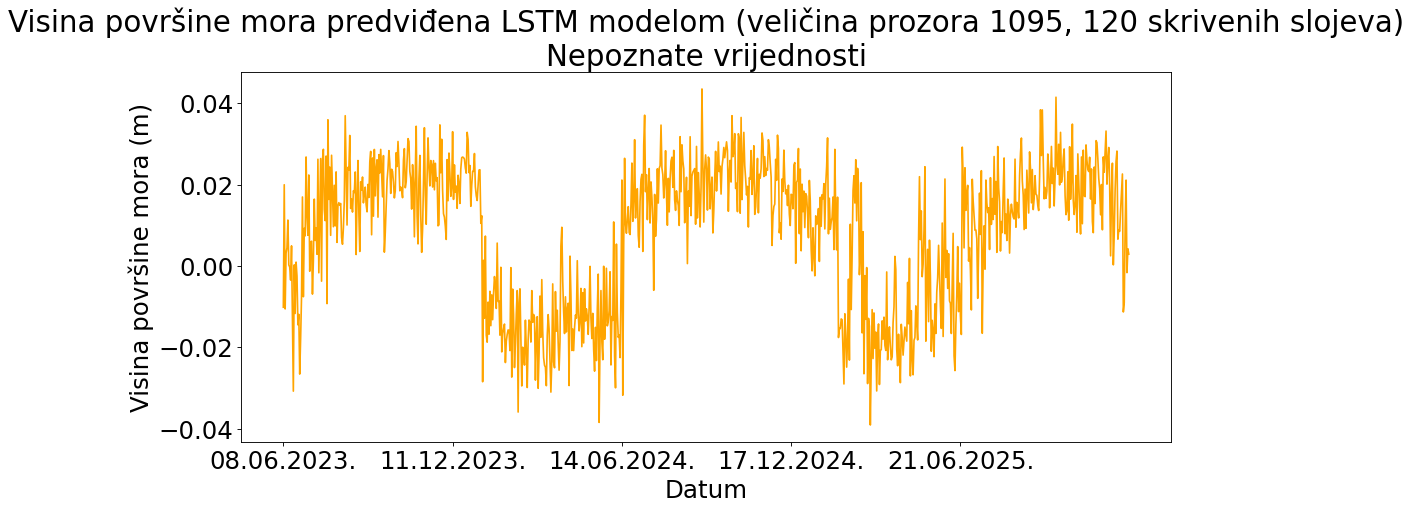 Visina površine mora predviđena LSTM modelom (veličina prozora 1095, 120 skrivenih slojeva)
Nepoznate vrijednosti
Visina površine mora (m)
0.04
0.02
0.00
−0.02
−0.04
08.06.2023. 11.12.2023. 14.06.2024. 17.12.2024. 21.06.2025.
Datum